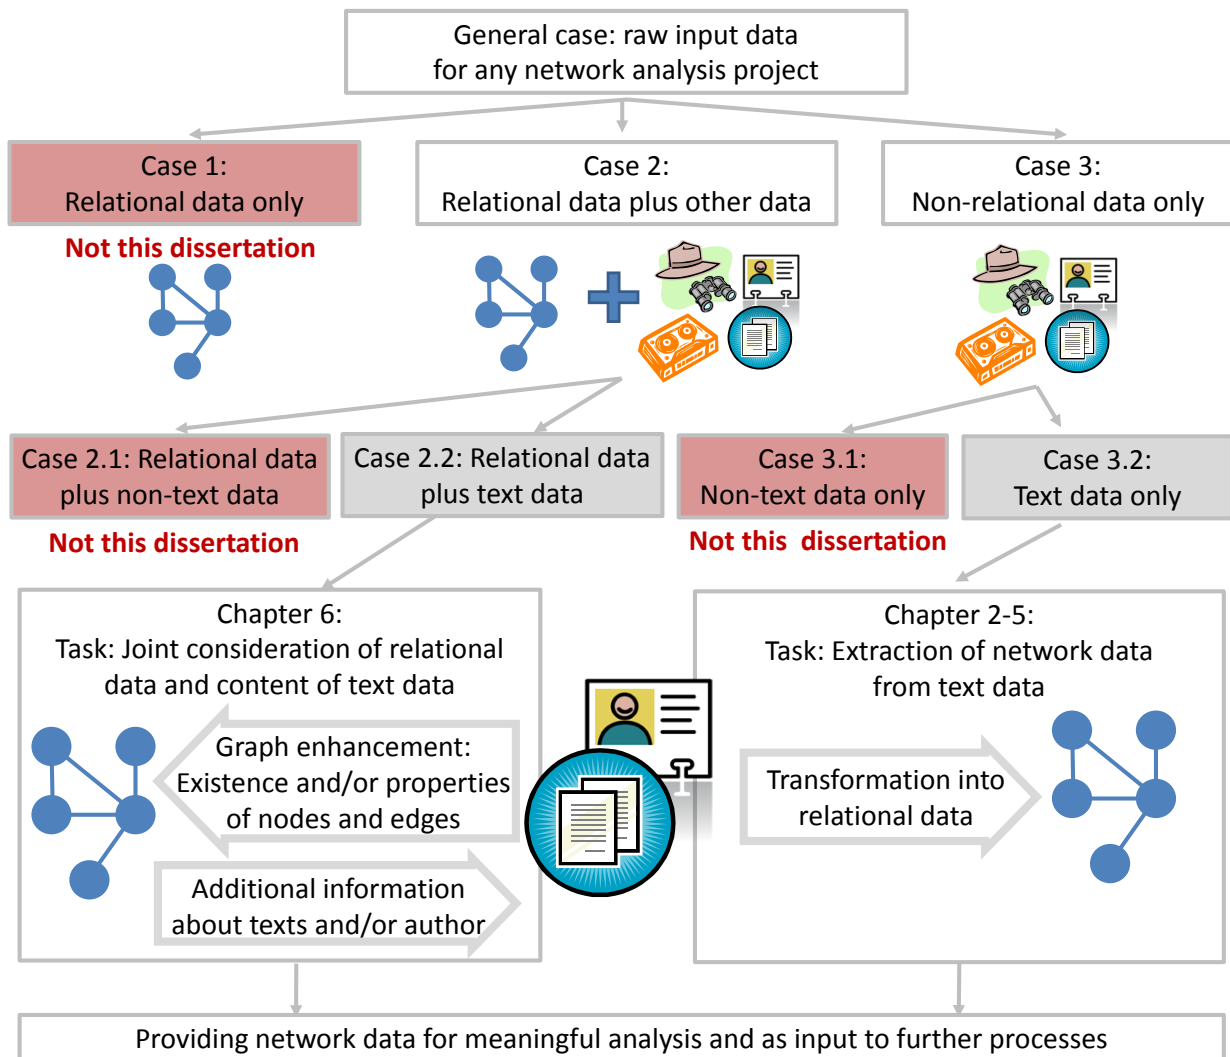 General case: raw input data
for any network analysis project
Case 1:
Relational data only
Case 2:
Relational data plus other data
Case 3:
Non-relational data only
Not this dissertation
Case 2.1: Relational data
plus non-text data
Case 2.2: Relational data
plus text data
Case 3.1:
Non-text data only
Case 3.2:
Text data only
Not this dissertation
Not this  dissertation
Chapter 6:
Task: Joint consideration of relational
data and content of text data
Graph enhancement:
Existence and/or properties
of nodes and edges
Additional information
about texts and/or author
Chapter 2-5:
Task: Extraction of network data
from text data
Transformation into
relational data
Providing network data for meaningful analysis and as input to further processes